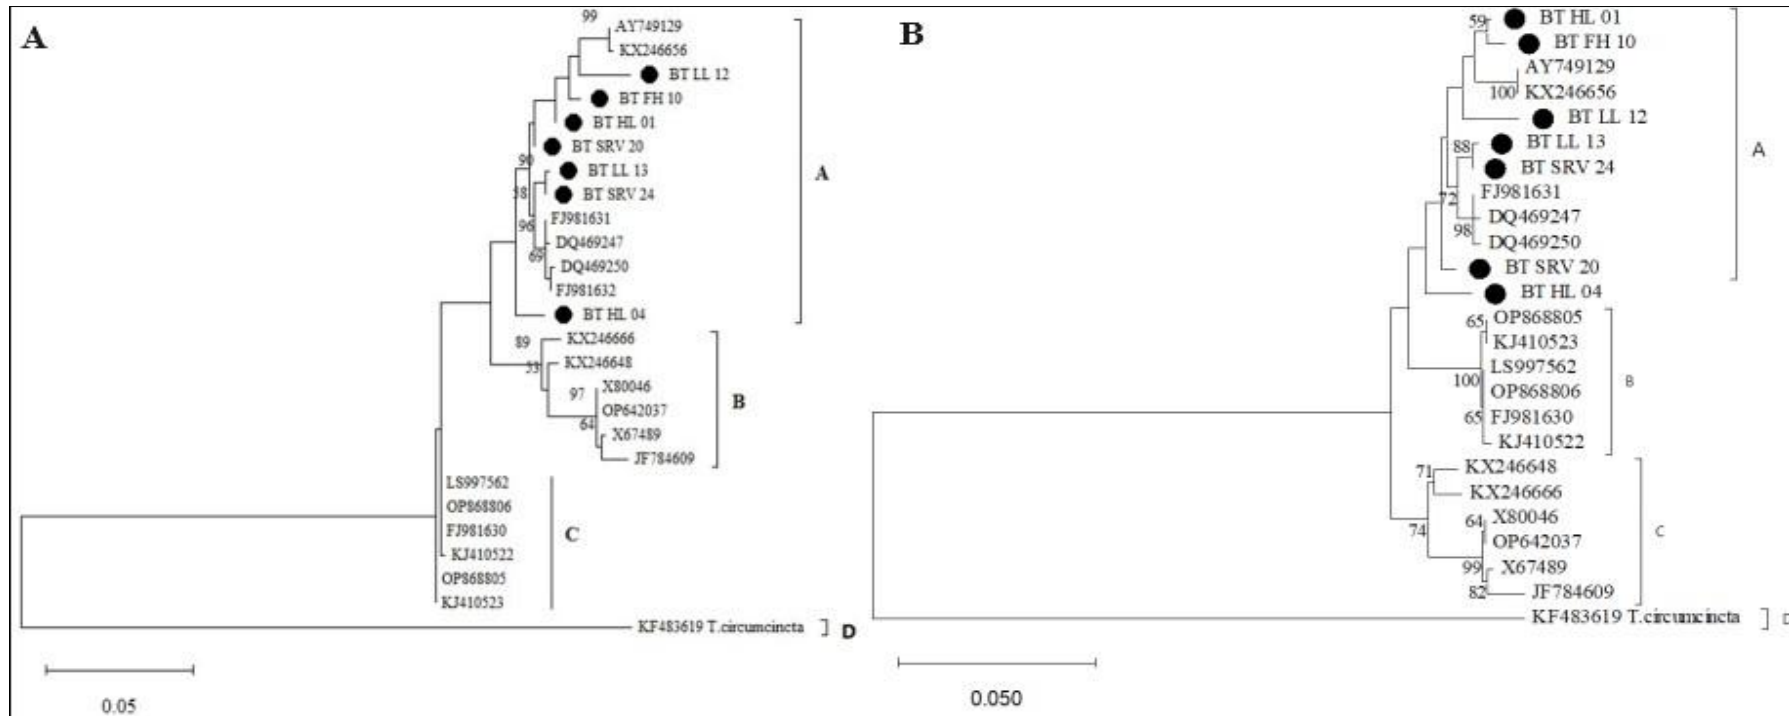 A
99
AY749129
KX246656
BT LL 12
BT FH 10
BT HL 01
BT SRV 20
90
BT LL 13
58
BT SRV 24
A
96
FJ981631
DQ469247
69
DQ469250
FJ981632
BT HL 04
89
KX246666
53
KX246648
97
X80046
OP642037
B
64
X67489
JF784609
LS997562
OP868806
FJ981630
C
KJ410522
OP868805
KJ410523
KF483619 T.circumcincta
D
0.05
B
59
BT HL 01
BT FH 10
AY749129
100
KX246656
BT LL 12
88
BT LL 13
A
BT SRV 24
72
FJ981631
DQ469247
98
DQ469250
BT SRV 20
BT HL 04
65
OP868805
KJ410523
LS997562
100
OP868806
B
65
FJ981630
KJ410522
71
KX246648
KX246666
64
X80046
74
OP642037
C
99
X67489
82
JF784609
KF483619 T.circumcincta
0.050